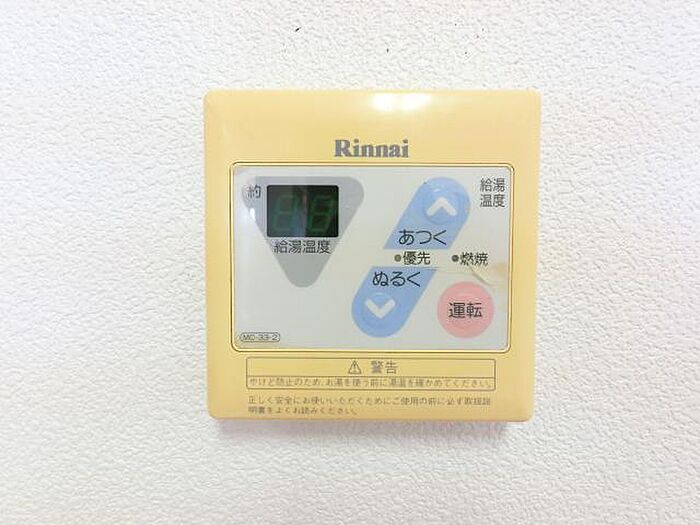 Rinnai
約
給湯温度
給湯
温度
あつく
優先
燃焼
ぬるく
運転
MC-33-2
⚠ 警告
やけど防止のため、お湯を使う前に湯温を確かめてください。
正しく安全にお使いいただくためにご使用の前に必ず取扱説
明書をよくお読みください。